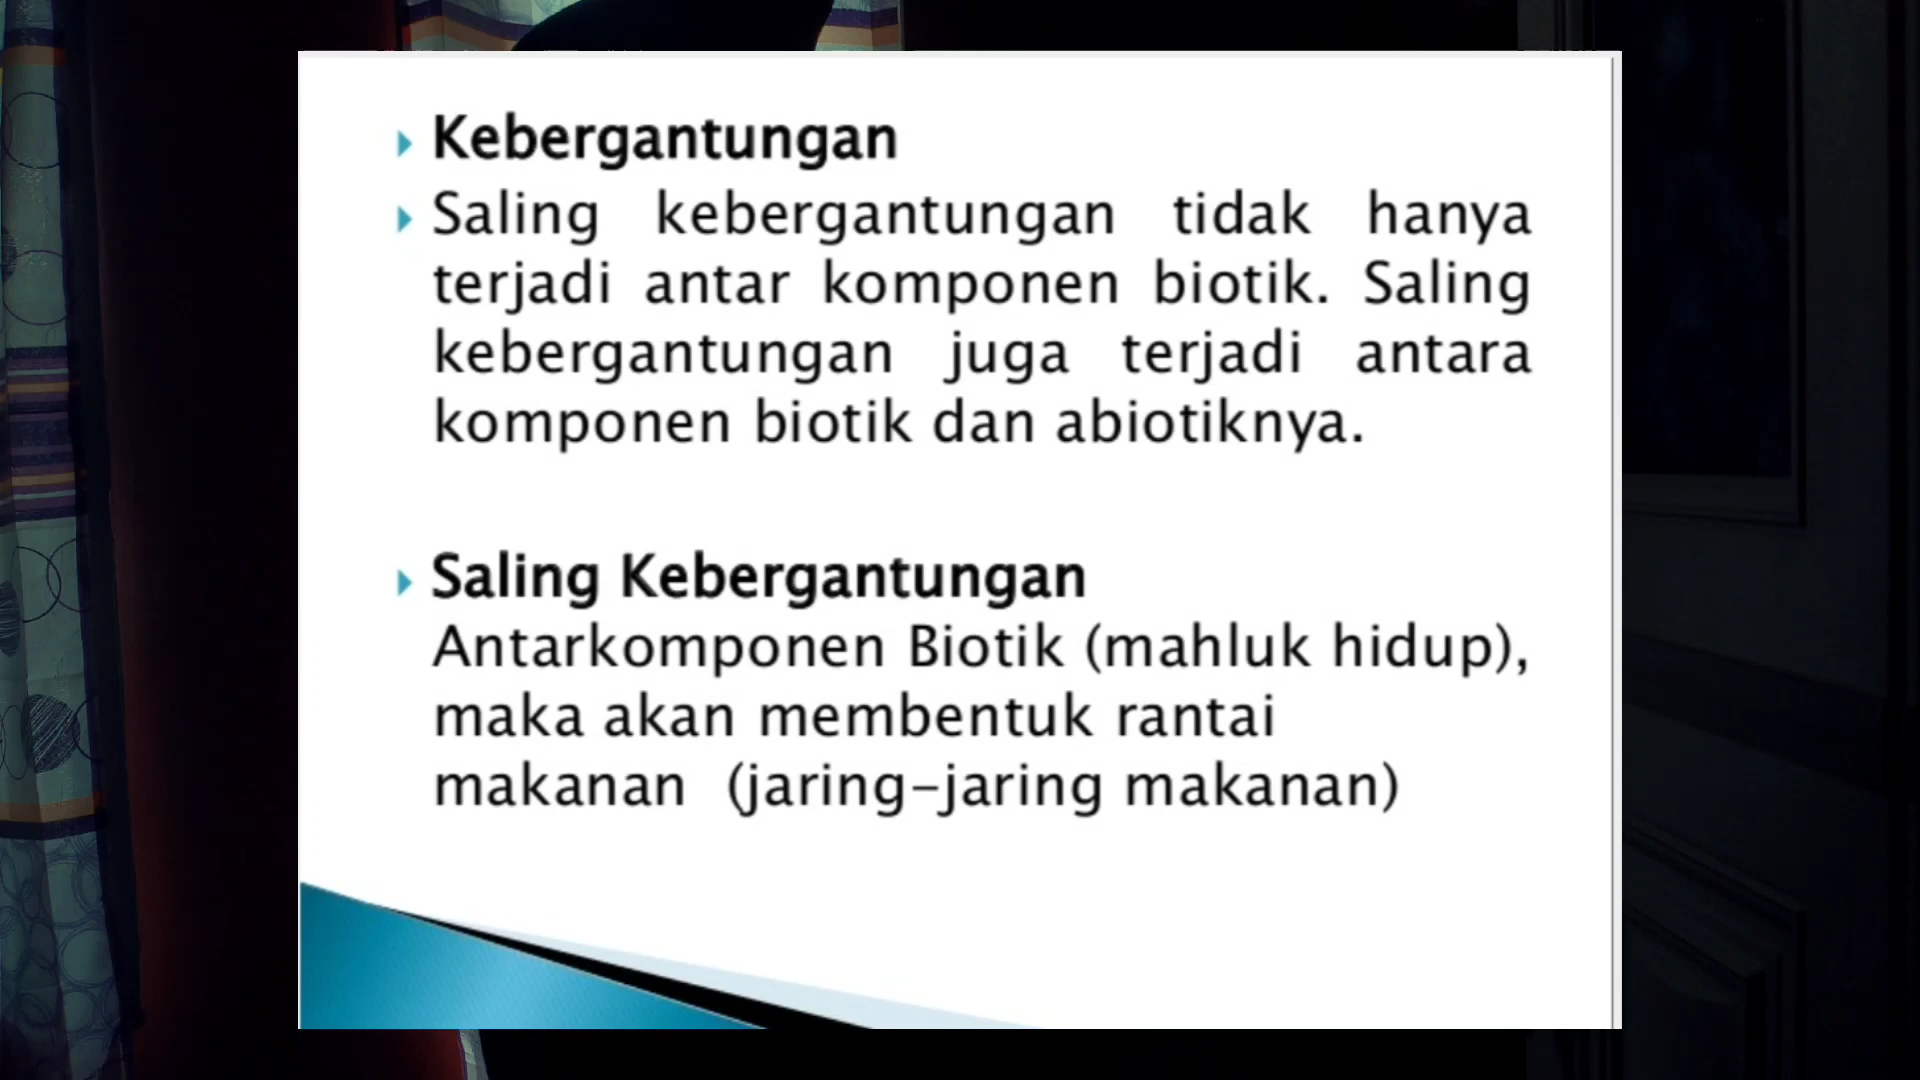 Kebergantungan
Saling kebergantungan tidak hanya
terjadi antar komponen biotik. Saling
kebergantungan juga terjadi antara
komponen biotik dan abiotiknya.
Saling Kebergantungan
Antarkomponen Biotik (mahluk hidup),
maka akan membentuk rantai
makanan (jaring-jaring makanan)